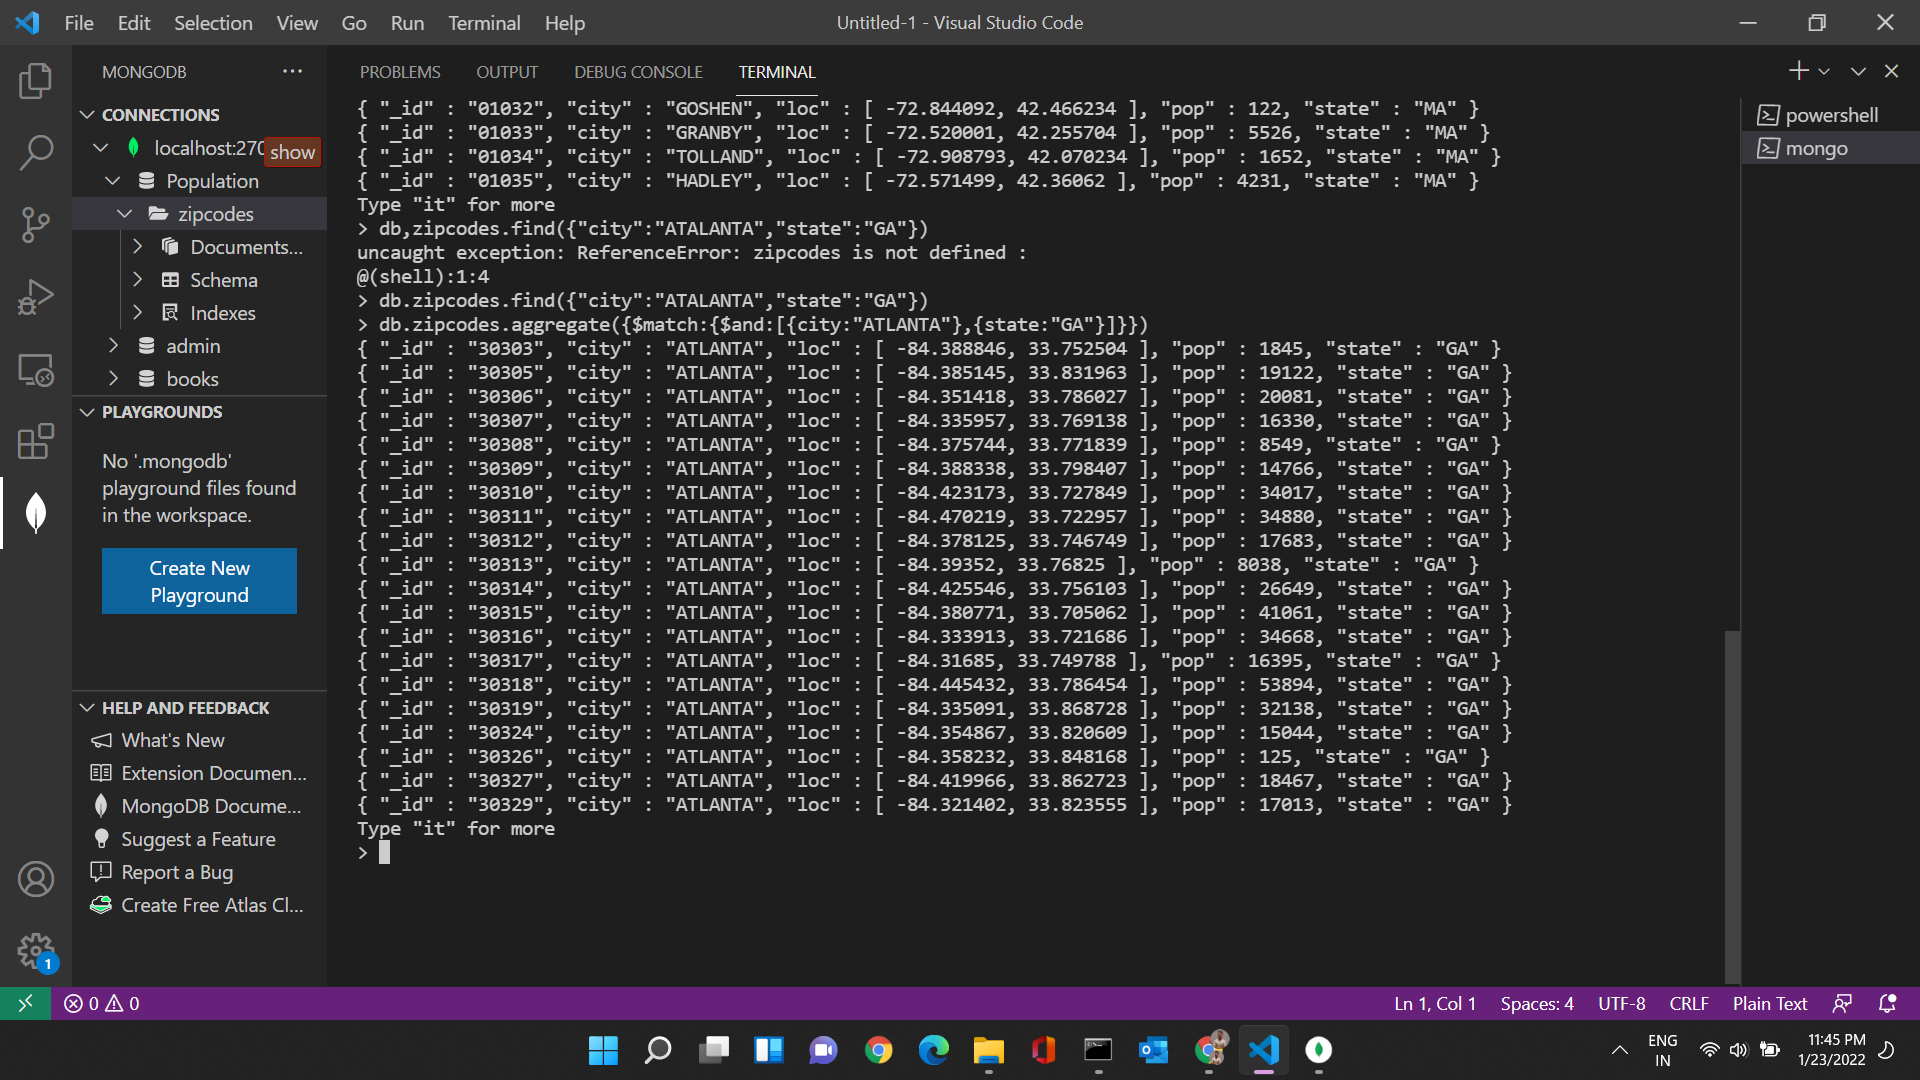 File Edit Selection View Go Run Terminal Help
Untitled-1 - Visual Studio Code
MONGODB
CONNECTIONS
localhost:270
show
Population
zipcodes
Documents...
Schema
Indexes
admin
books
PLAYGROUNDS
No '.mongodb'
playground files found
in the workspace.
Create New
Playground
HELP AND FEEDBACK
What's New
Extension Documen...
MongoDB Docume...
Suggest a Feature
Report a Bug
Create Free Atlas Cl...
1
PROBLEMS OUTPUT DEBUG CONSOLE TERMINAL
{ "_id" : "01032", "city" : "GOSHEN", "loc" : [ -72.844092, 42.466234 ], "pop" : 122, "state" : "MA" }
{ "_id" : "01033", "city" : "GRANBY", "loc" : [ -72.520001, 42.255704 ], "pop" : 5526, "state" : "MA" }
{ "_id" : "01034", "city" : "TOLLAND", "loc" : [ -72.908793, 42.070234 ], "pop" : 1652, "state" : "MA" }
{ "_id" : "01035", "city" : "HADLEY", "loc" : [ -72.571499, 42.36062 ], "pop" : 4231, "state" : "MA" }
Type "it" for more
> db,zipcodes.find({"city":"ATALANTA","state":"GA"})
uncaught exception: ReferenceError: zipcodes is not defined :
@(shell):1:4
> db.zipcodes.find({"city":"ATALANTA","state":"GA"})
> db.zipcodes.aggregate({$match:{$and:[{city:"ATLANTA"},{state:"GA"}]}})
{ "_id" : "30303", "city" : "ATLANTA", "loc" : [ -84.388846, 33.752504 ], "pop" : 1845, "state" : "GA" }
{ "_id" : "30305", "city" : "ATLANTA", "loc" : [ -84.385145, 33.831963 ], "pop" : 19122, "state" : "GA" }
{ "_id" : "30306", "city" : "ATLANTA", "loc" : [ -84.351418, 33.786027 ], "pop" : 20081, "state" : "GA" }
{ "_id" : "30307", "city" : "ATLANTA", "loc" : [ -84.335957, 33.769138 ], "pop" : 16330, "state" : "GA" }
{ "_id" : "30308", "city" : "ATLANTA", "loc" : [ -84.375744, 33.771839 ], "pop" : 8549, "state" : "GA" }
{ "_id" : "30309", "city" : "ATLANTA", "loc" : [ -84.388338, 33.798407 ], "pop" : 14766, "state" : "GA" }
{ "_id" : "30310", "city" : "ATLANTA", "loc" : [ -84.423173, 33.727849 ], "pop" : 34017, "state" : "GA" }
{ "_id" : "30311", "city" : "ATLANTA", "loc" : [ -84.470219, 33.722957 ], "pop" : 34880, "state" : "GA" }
{ "_id" : "30312", "city" : "ATLANTA", "loc" : [ -84.378125, 33.746749 ], "pop" : 17683, "state" : "GA" }
{ "_id" : "30313", "city" : "ATLANTA", "loc" : [ -84.39352, 33.76825 ], "pop" : 8038, "state" : "GA" }
{ "_id" : "30314", "city" : "ATLANTA", "loc" : [ -84.425546, 33.756103 ], "pop" : 26649, "state" : "GA" }
{ "_id" : "30315", "city" : "ATLANTA", "loc" : [ -84.380771, 33.705062 ], "pop" : 41061, "state" : "GA" }
{ "_id" : "30316", "city" : "ATLANTA", "loc" : [ -84.333913, 33.721686 ], "pop" : 34668, "state" : "GA" }
{ "_id" : "30317", "city" : "ATLANTA", "loc" : [ -84.31685, 33.749788 ], "pop" : 16395, "state" : "GA" }
{ "_id" : "30318", "city" : "ATLANTA", "loc" : [ -84.445432, 33.786454 ], "pop" : 53894, "state" : "GA" }
{ "_id" : "30319", "city" : "ATLANTA", "loc" : [ -84.335091, 33.868728 ], "pop" : 32138, "state" : "GA" }
{ "_id" : "30324", "city" : "ATLANTA", "loc" : [ -84.354867, 33.820609 ], "pop" : 15044, "state" : "GA" }
{ "_id" : "30326", "city" : "ATLANTA", "loc" : [ -84.358232, 33.848168 ], "pop" : 125, "state" : "GA" }
{ "_id" : "30327", "city" : "ATLANTA", "loc" : [ -84.419966, 33.862723 ], "pop" : 18467, "state" : "GA" }
{ "_id" : "30329", "city" : "ATLANTA", "loc" : [ -84.321402, 33.823555 ], "pop" : 17013, "state" : "GA" }
Type "it" for more
>
powershell
mongo
0 0
Ln 1, Col 1 Spaces: 4 UTF-8 CRLF Plain Text
ENG
IN
11:45 PM
1/23/2022